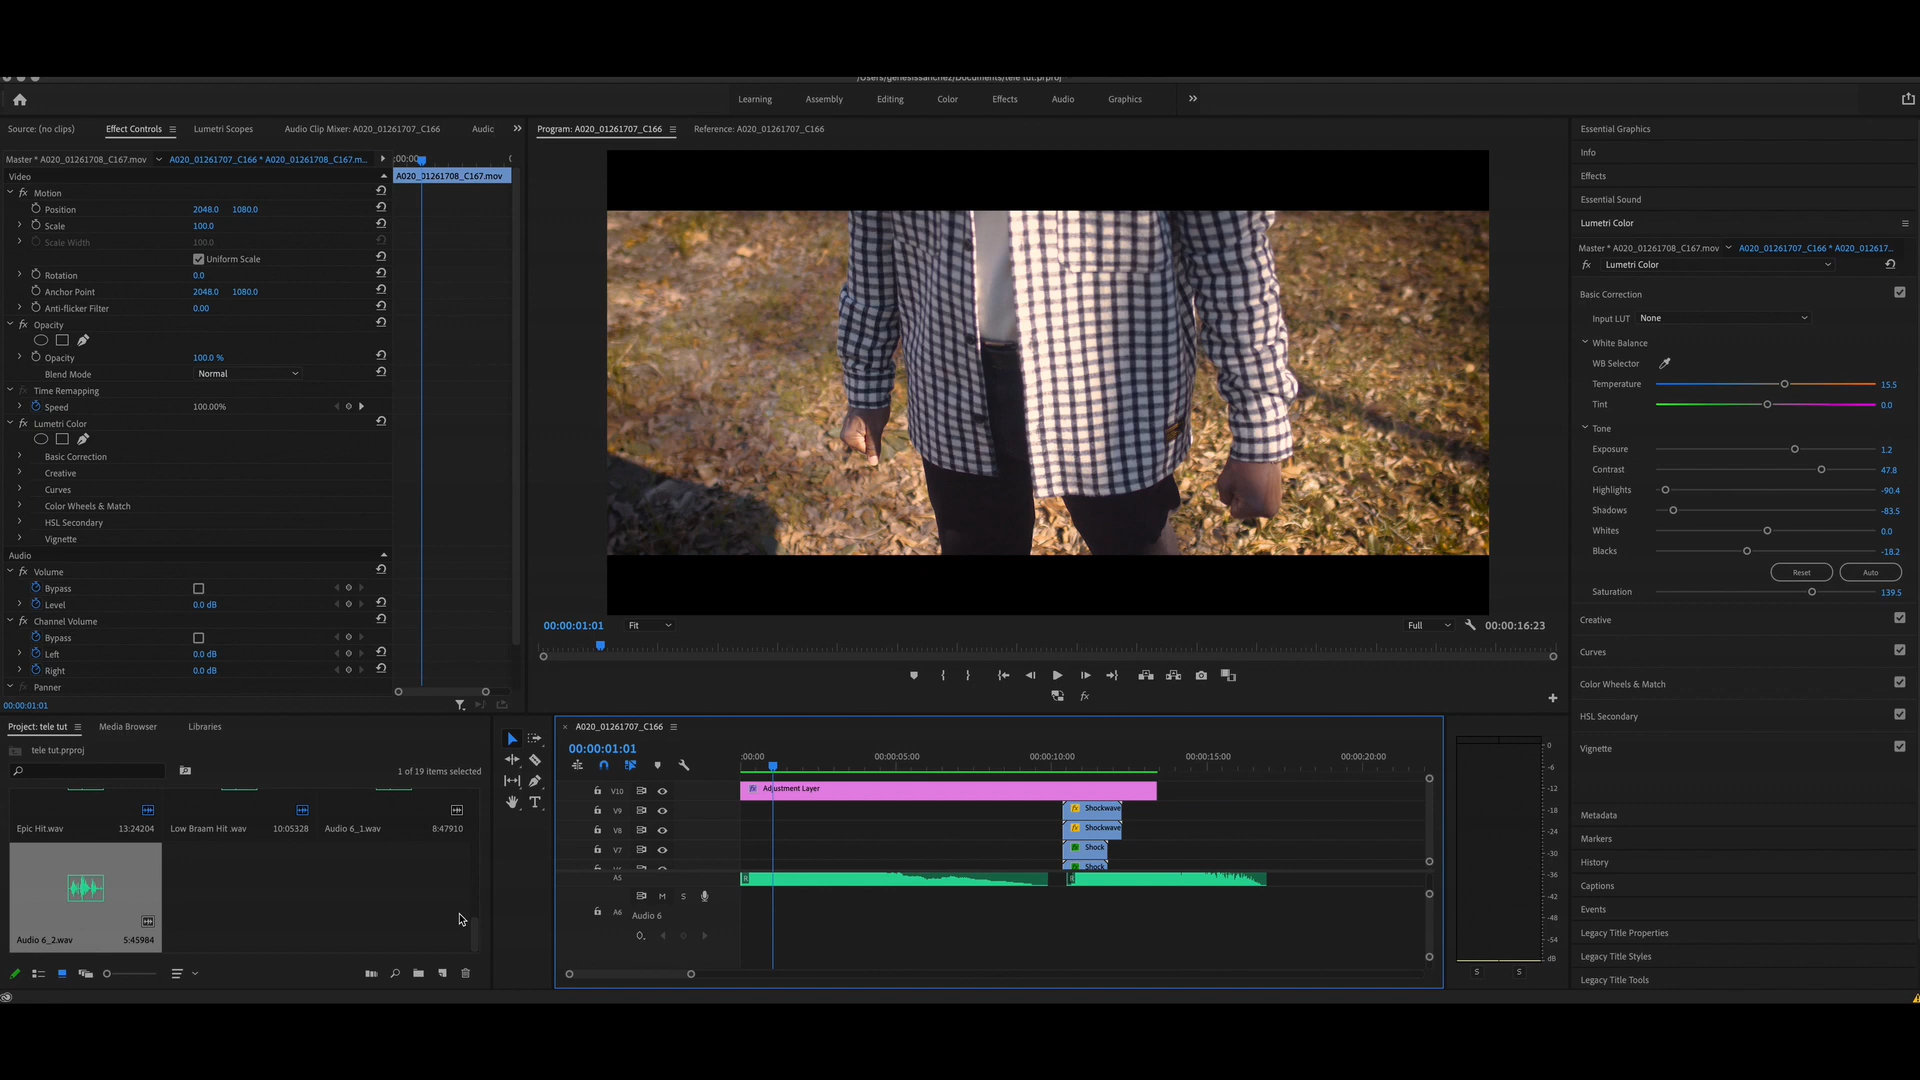 /Users/genesissanchez/Documents/tele tut.prproj
Learning
Assembly
Editing
Color
Effects
Audio
Graphics
Source: (no clips)
Effect Controls
Lumetri Scopes
Audio Clip Mixer: A020_01261707_C166
Audic
Master * A020_01261708_C167.mov
A020_01261707_C166 * A020_01261708_C167.m...
:00:00
A020_01261708_C167.mov
Video
Motion
Position 2048.0 1080.0
Scale 100.0
Scale Width 100.0
Uniform Scale
Rotation 0.0
Anchor Point 2048.0 1080.0
Anti-flicker Filter 0.00
Opacity
Opacity 100.0 %
Blend Mode Normal
Time Remapping
Speed 100.00%
Lumetri Color
Basic Correction
Creative
Curves
Color Wheels & Match
HSL Secondary
Vignette
Audio
Volume
Bypass
Level 0.0 dB
Channel Volume
Bypass
Left 0.0 dB
Right 0.0 dB
Panner
00:00:01:01
Program: A020_01261707_C166
Reference: A020_01261707_C166
00:00:01:01
Fit
Full
00:00:16:23
Essential Graphics
Info
Effects
Essential Sound
Lumetri Color
Master * A020_01261708_C167.mov
A020_01261707_C166 * A020_012617...
fx Lumetri Color
Basic Correction
Input LUT None
White Balance
WB Selector
Temperature 15.5
Tint 0.0
Tone
Exposure 1.2
Contrast 47.8
Highlights -90.4
Shadows -83.5
Whites 0.0
Blacks -18.2
Reset
Auto
Saturation 139.5
Creative
Curves
Color Wheels & Match
HSL Secondary
Vignette
Metadata
Markers
History
Captions
Events
Legacy Title Properties
Legacy Title Styles
Legacy Title Tools
Project: tele tut
Media Browser
Libraries
tele tut.prproj
1 of 19 items selected
Epic Hit.wav 13:24204
Low Braam Hit .wav 10:05328
Audio 6_1.wav 8:47910
Audio 6_2.wav 5:45984
A020_01261707_C166
00:00:01:01
:00:00
00:00:05:00
00:00:10:00
00:00:15:00
00:00:20:00
V10
Adjustment Layer
V9
Shockwave
V8
Shockwave
V7
Shock
Shock
A5
M
S
A6
Audio 6
0
-6
-12
-18
-24
-30
-36
-42
-48
-54
dB
S
S